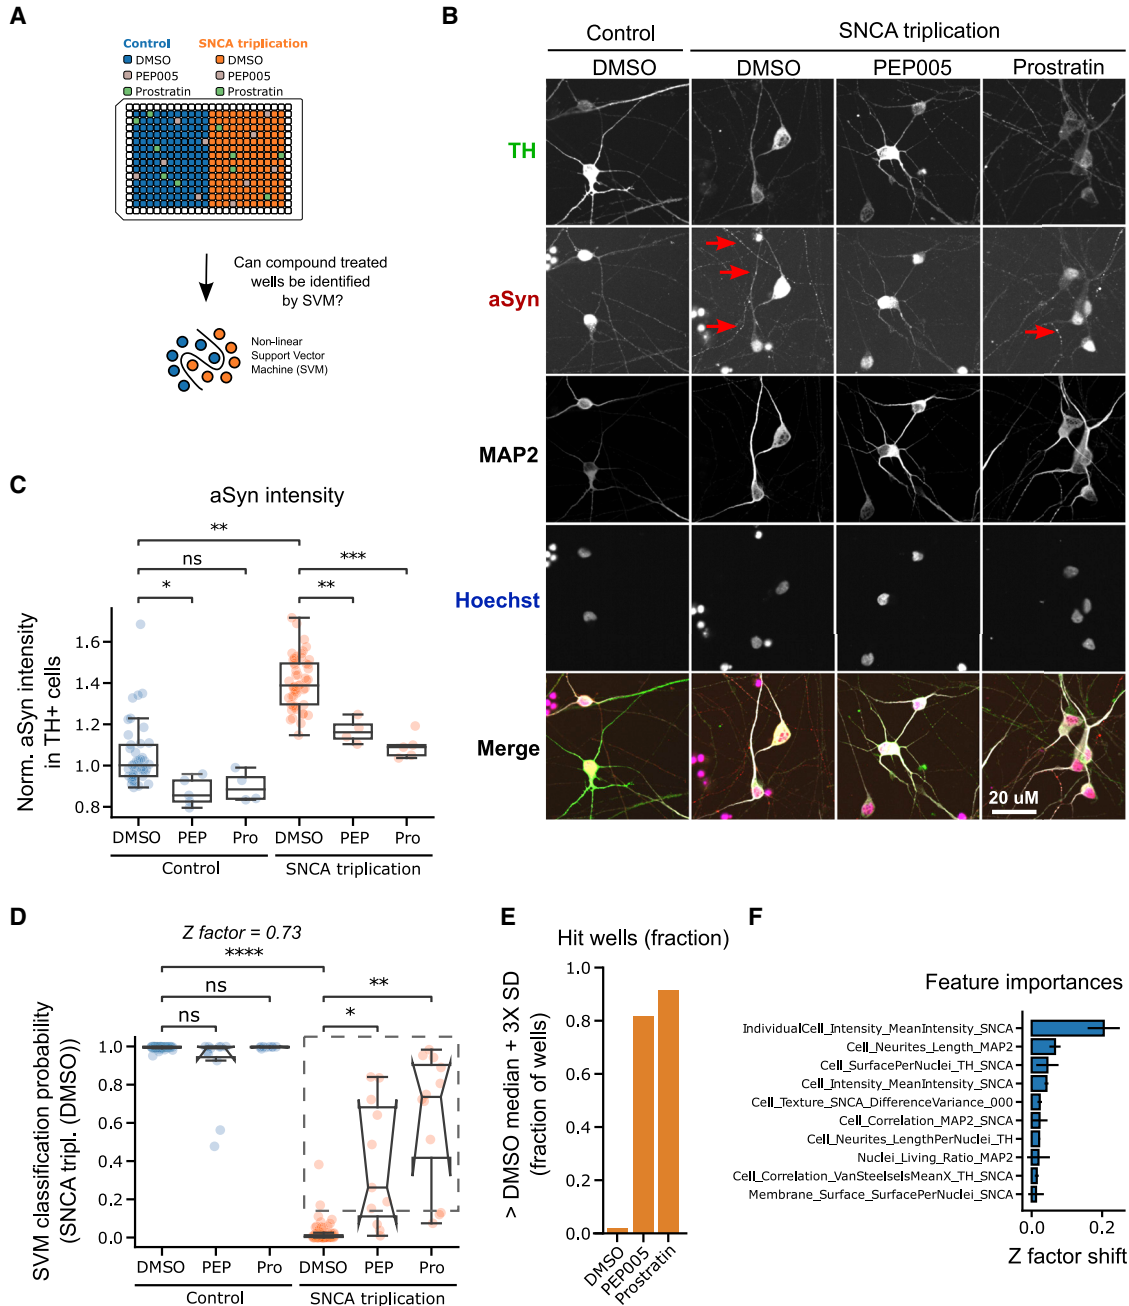 A
Control
SNCA triplication
DMSO
DMSO
PEP005
PEP005
Prostratin
Prostratin
Can compound treated
wells be identified
by SVM?
Non-linear
Support Vector
Machine (SVM)
B
Control
SNCA triplication
DMSO
DMSO
PEP005
Prostratin
TH
aSyn
MAP2
Hoechst
Merge
20 uM
C
aSyn intensity
**
ns
***
*
**
Norm. aSyn intensity
in TH+ cells
1.6
1.4
1.2
1.0
0.8
DMSO
PEP
Pro
DMSO
PEP
Pro
Control
SNCA triplication
D
Z factor = 0.73
****
ns
**
ns
*
SVM classification probability
(SNCA tripl. (DMSO))
1.0
0.8
0.6
0.4
0.2
0.0
DMSO
PEP
Pro
DMSO
PEP
Pro
Control
SNCA triplication
E
Hit wells (fraction)
> DMSO median + 3X SD
(fraction of wells)
1.0
0.8
0.6
0.4
0.2
0.0
DMSO
PEP005
Prostratin
F
Feature importances
IndividualCell_Intensity_MeanIntensity_SNCA
Cell_Neurites_Length_MAP2
Cell_SurfacePerNuclei_TH_SNCA
Cell_Intensity_MeanIntensity_SNCA
Cell_Texture_SNCA_DifferenceVariance_000
Cell_Correlation_MAP2_SNCA
Cell_Neurites_LengthPerNuclei_TH
Nuclei_Living_Ratio_MAP2
Cell_Correlation_VanSteelselsMeanX_TH_SNCA
Membrane_Surface_SurfacePerNuclei_SNCA
0.0
0.2
Z factor shift